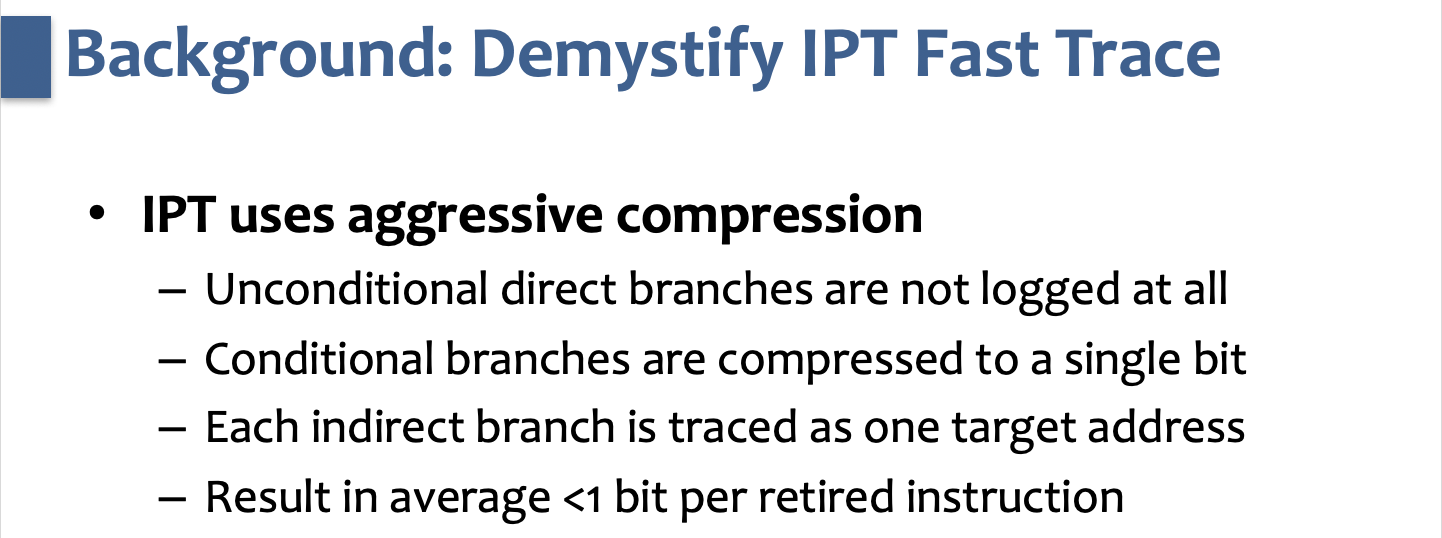 Background: Demystify IPT Fast Trace
• IPT uses aggressive compression
– Unconditional direct branches are not logged at all
– Conditional branches are compressed to a single bit
– Each indirect branch is traced as one target address
– Result in average <1 bit per retired instruction